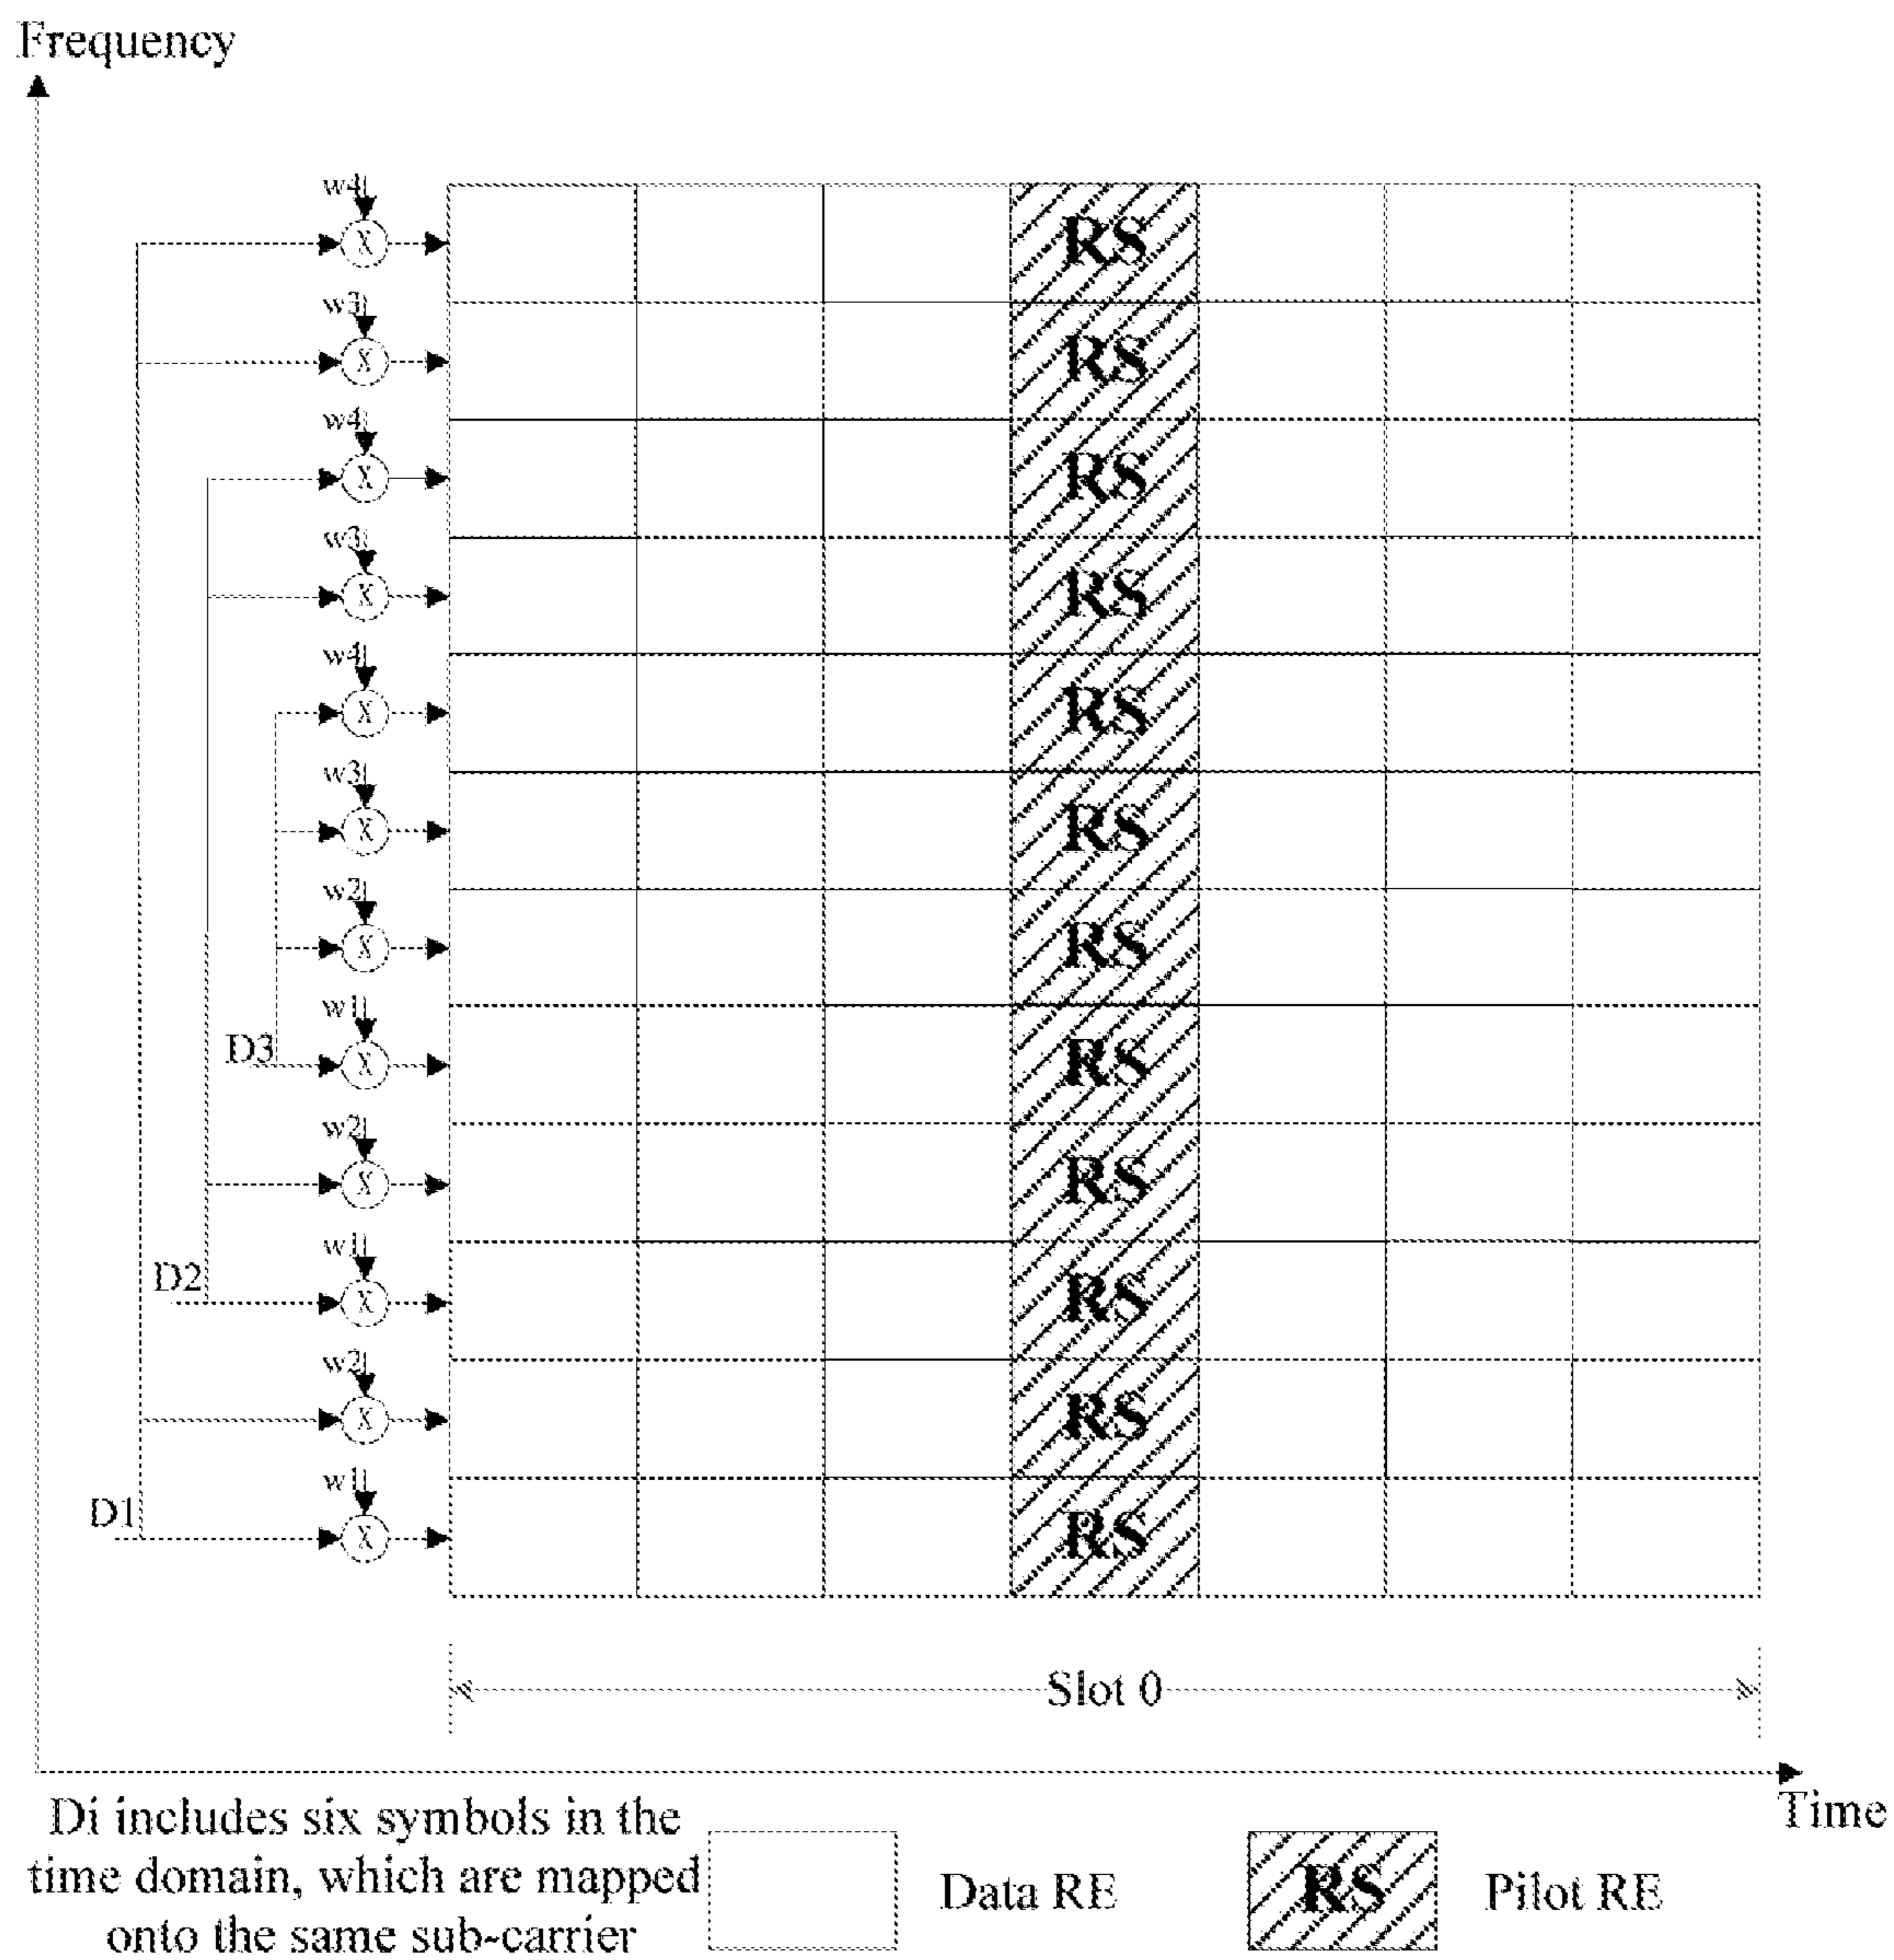 Frequency
w4
X
RS
w3
X
RS
w4
X
RS
w3
X
RS
w4
X
RS
w3
X
RS
w2
X
RS
w1
D3
X
RS
w2
X
RS
w1
D2
X
RS
w2
X
RS
w1
D1
X
RS
Slot 0
Time
Di includes six symbols in the
time domain, which are mapped
onto the same sub-carrier
Data RE
RS
Pilot RE